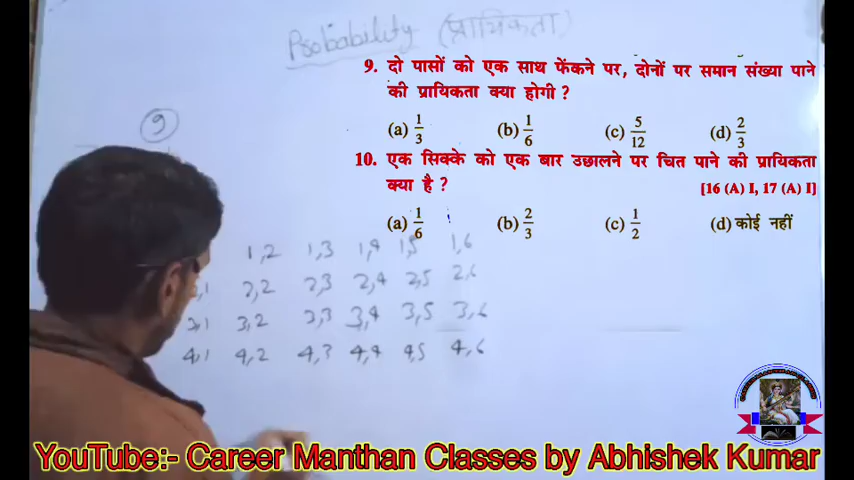 Probability (प्रायिकता)
9. दो पासों को एक साथ फेंकने पर, दोनों पर समान संख्या पाने
की प्रायिकता क्या होगी ?
(a) 1/3 (b) 1/6 (c) 5/12 (d) 2/3
10. एक सिक्के को एक बार उछालने पर चित पाने की प्रायिकता
क्या है ? [16 (A) I, 17 (A) I]
(a) 1/6 (b) 2/3 (c) 1/2 (d) कोई नहीं
9
1,2 1,3 1,4 1,5 1,6
2,2 2,3 2,4 2,5 2,6
3,1 3,2 3,3 3,4 3,5 3,6
4,1 4,2 4,3 4,4 4,5 4,6
YouTube:- Career Manthan Classes by Abhishek Kumar